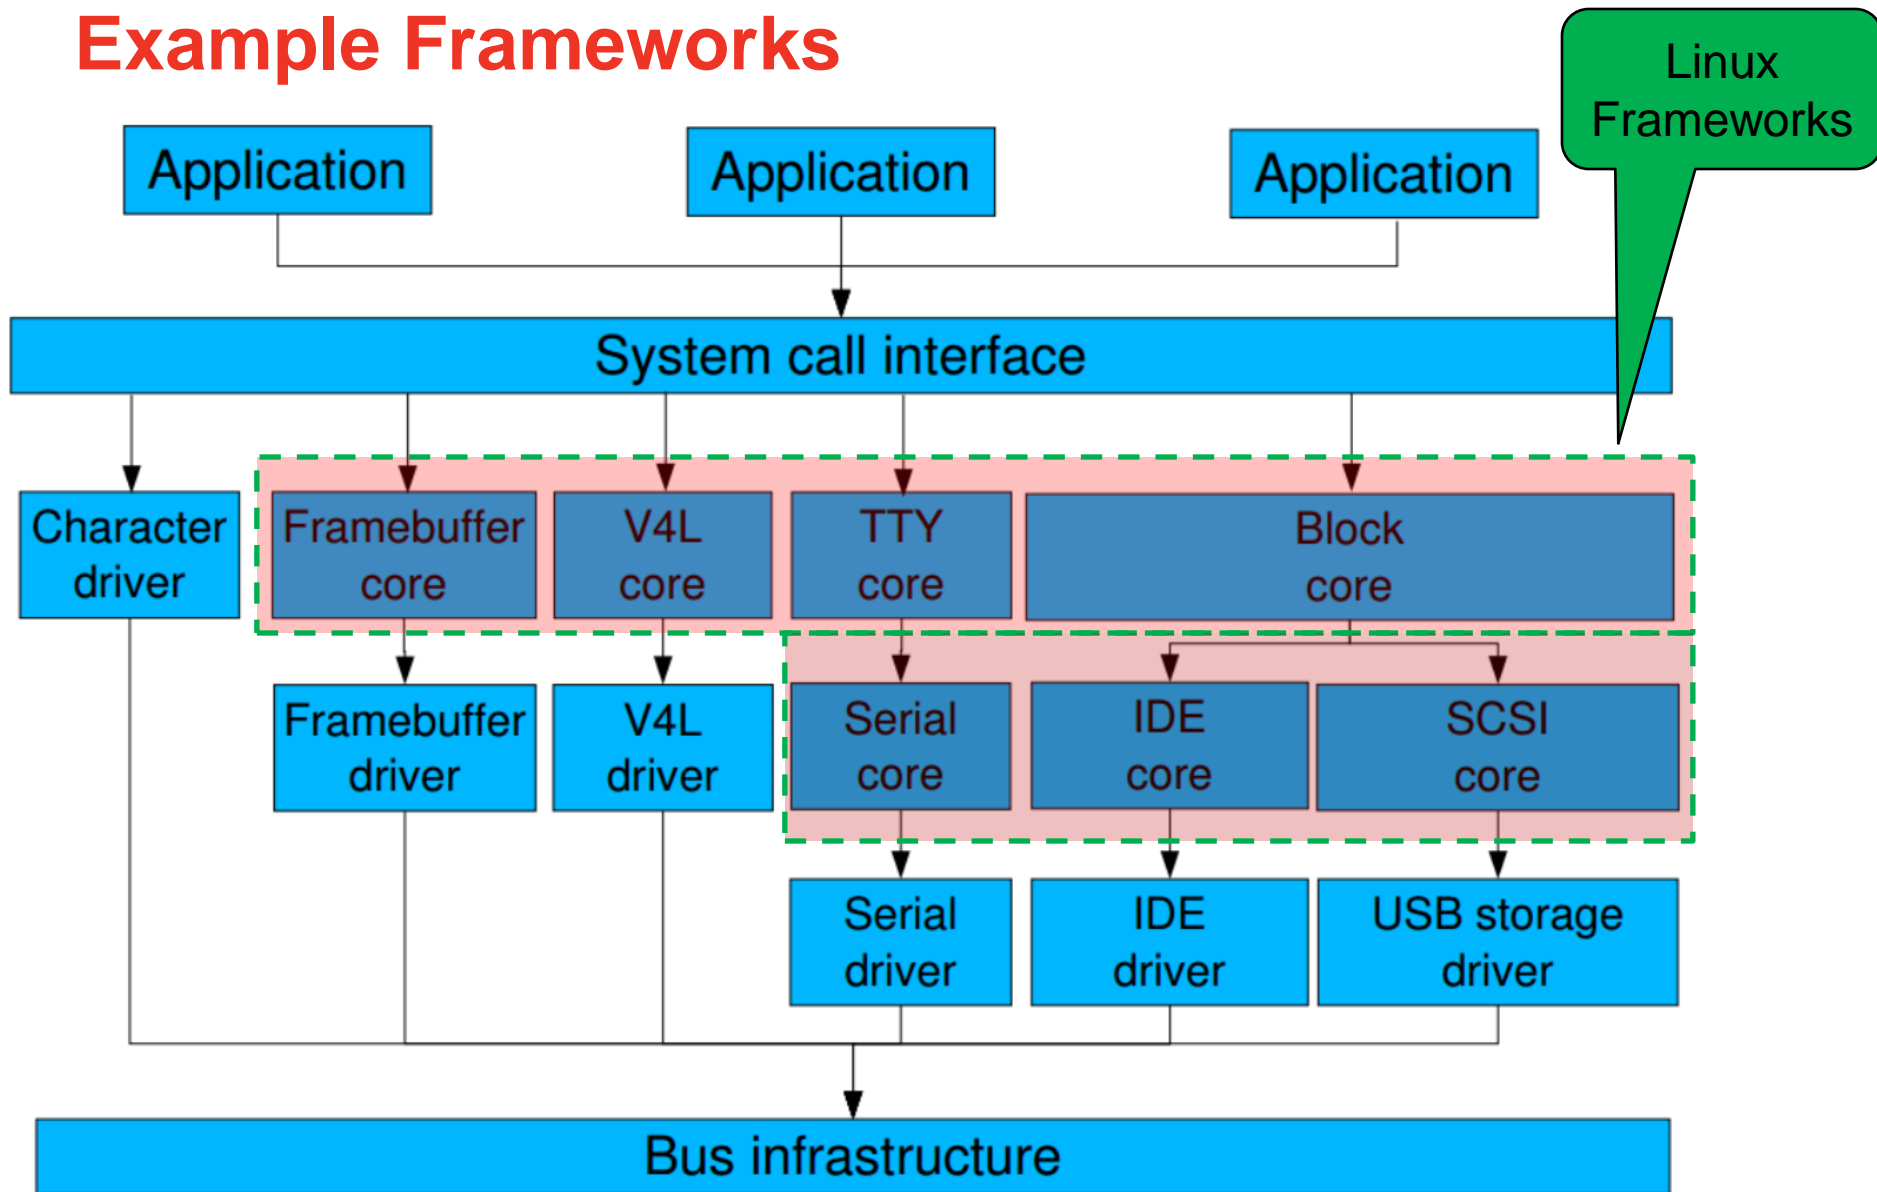 Example Frameworks
Linux
Frameworks
Application
Application
Application
System call interface
Character
driver
Framebuffer
core
V4L
core
TTY
core
Block
core
Framebuffer
driver
V4L
driver
Serial
core
IDE
core
SCSI
core
Serial
driver
IDE
driver
USB storage
driver
Bus infrastructure